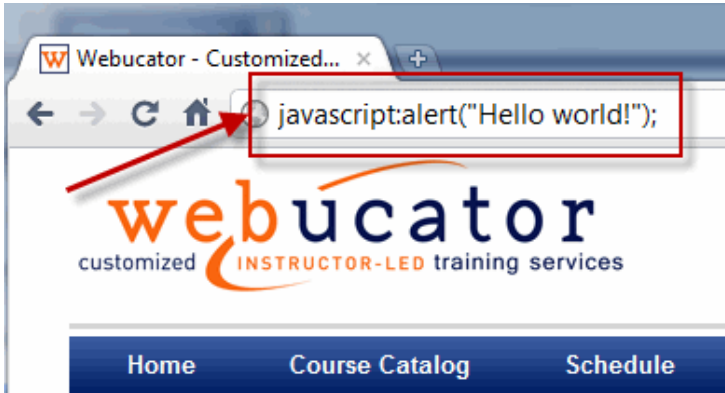 W Webucator - Customized...
javascript:alert("Hello world!");
webucator
customized INSTRUCTOR-LED training services
Home Course Catalog Schedule